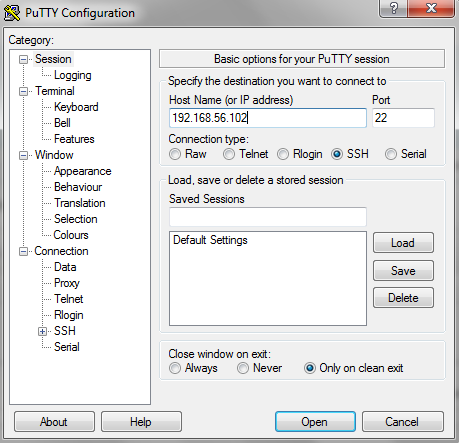 PuTTY Configuration
Category:
Session
Logging
Terminal
Keyboard
Bell
Features
Window
Appearance
Behaviour
Translation
Selection
Colours
Connection
Data
Proxy
Telnet
Rlogin
SSH
Serial
Basic options for your PuTTY session
Specify the destination you want to connect to
Host Name (or IP address) Port
192.168.56.102 22
Connection type:
Raw Telnet Rlogin SSH Serial
Load, save or delete a stored session
Saved Sessions
Default Settings
Load
Save
Delete
Close window on exit:
Always Never Only on clean exit
About Help Open Cancel